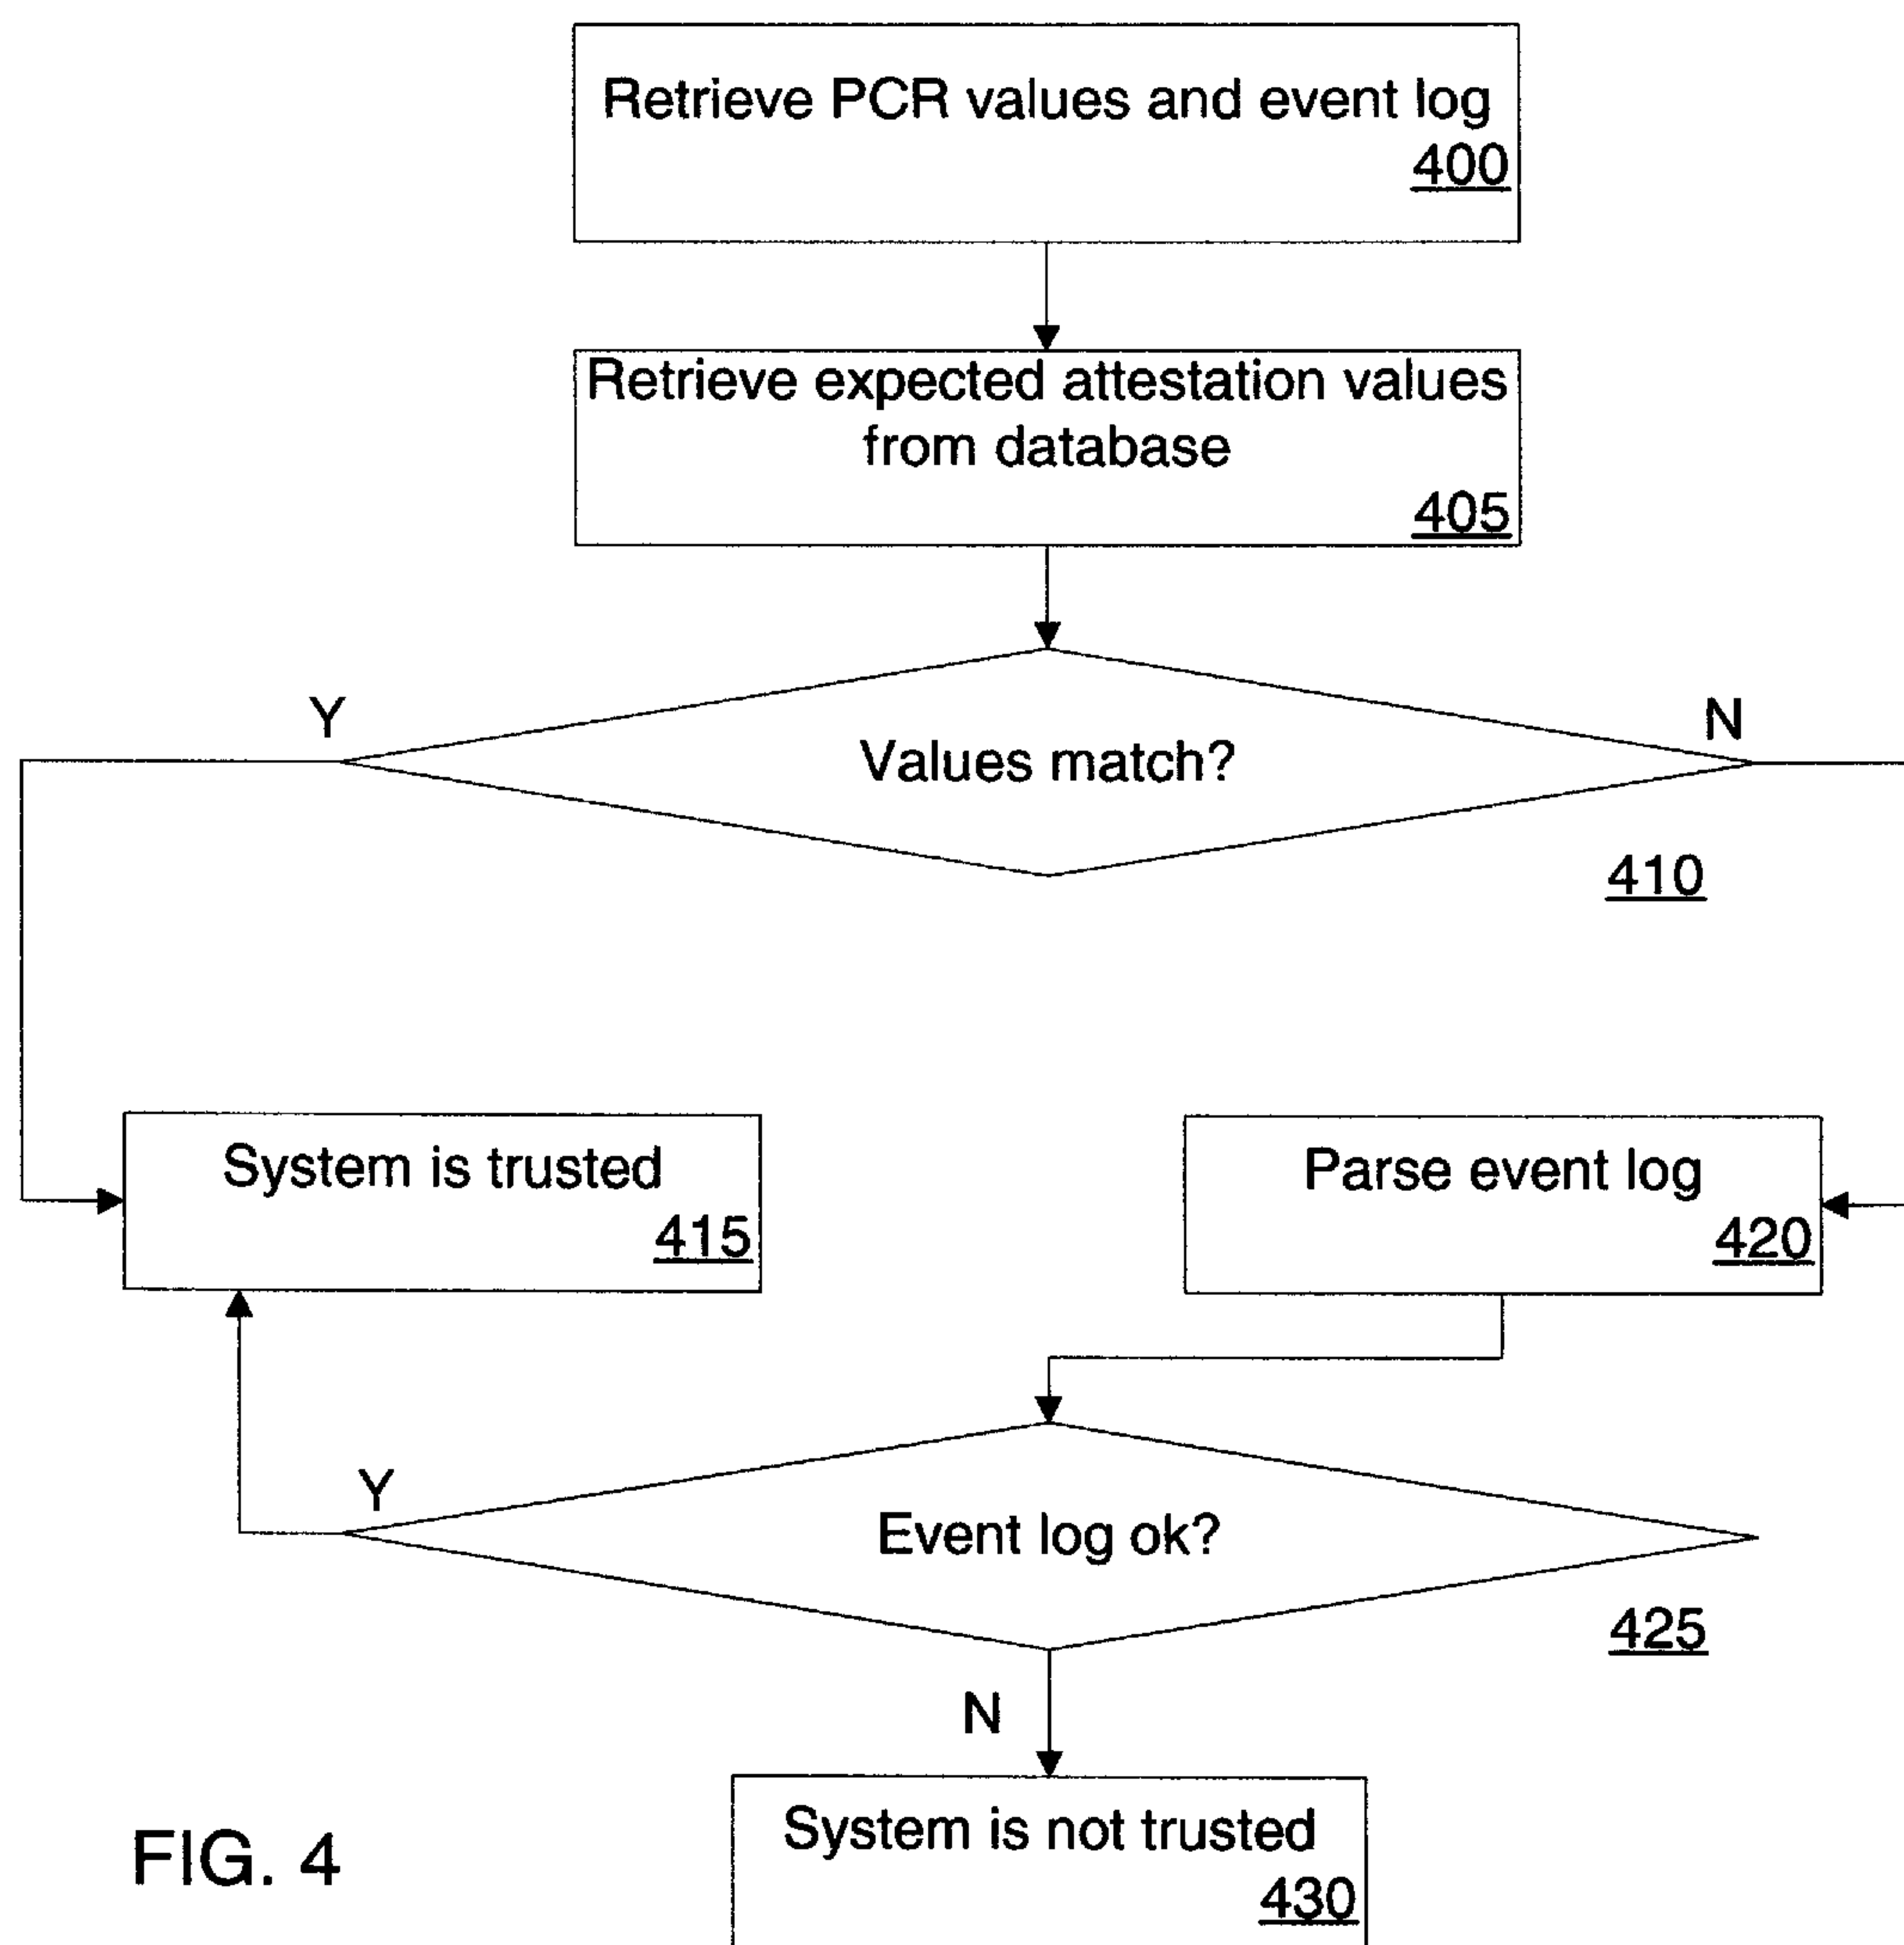 Retrieve PCR values and event log
400
Retrieve expected attestation values
from database
405
Y
N
Values match?
410
System is trusted
415
Parse event log
420
Y
Event log ok?
425
N
System is not trusted
430
FIG. 4